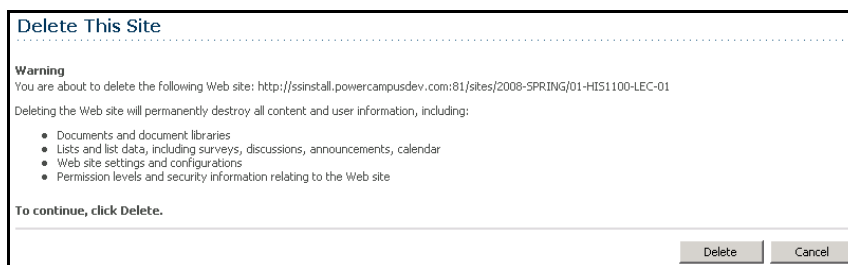 Delete This Site
Warning
You are about to delete the following Web site: http://ssinstall.powercampusdev.com:81/sites/2008-SPRING/01-HIS1100-LEC-01
Deleting the Web site will permanently destroy all content and user information, including:
Documents and document libraries
Lists and list data, including surveys, discussions, announcements, calendar
Web site settings and configurations
Permission levels and security information relating to the Web site
To continue, click Delete.
Delete Cancel